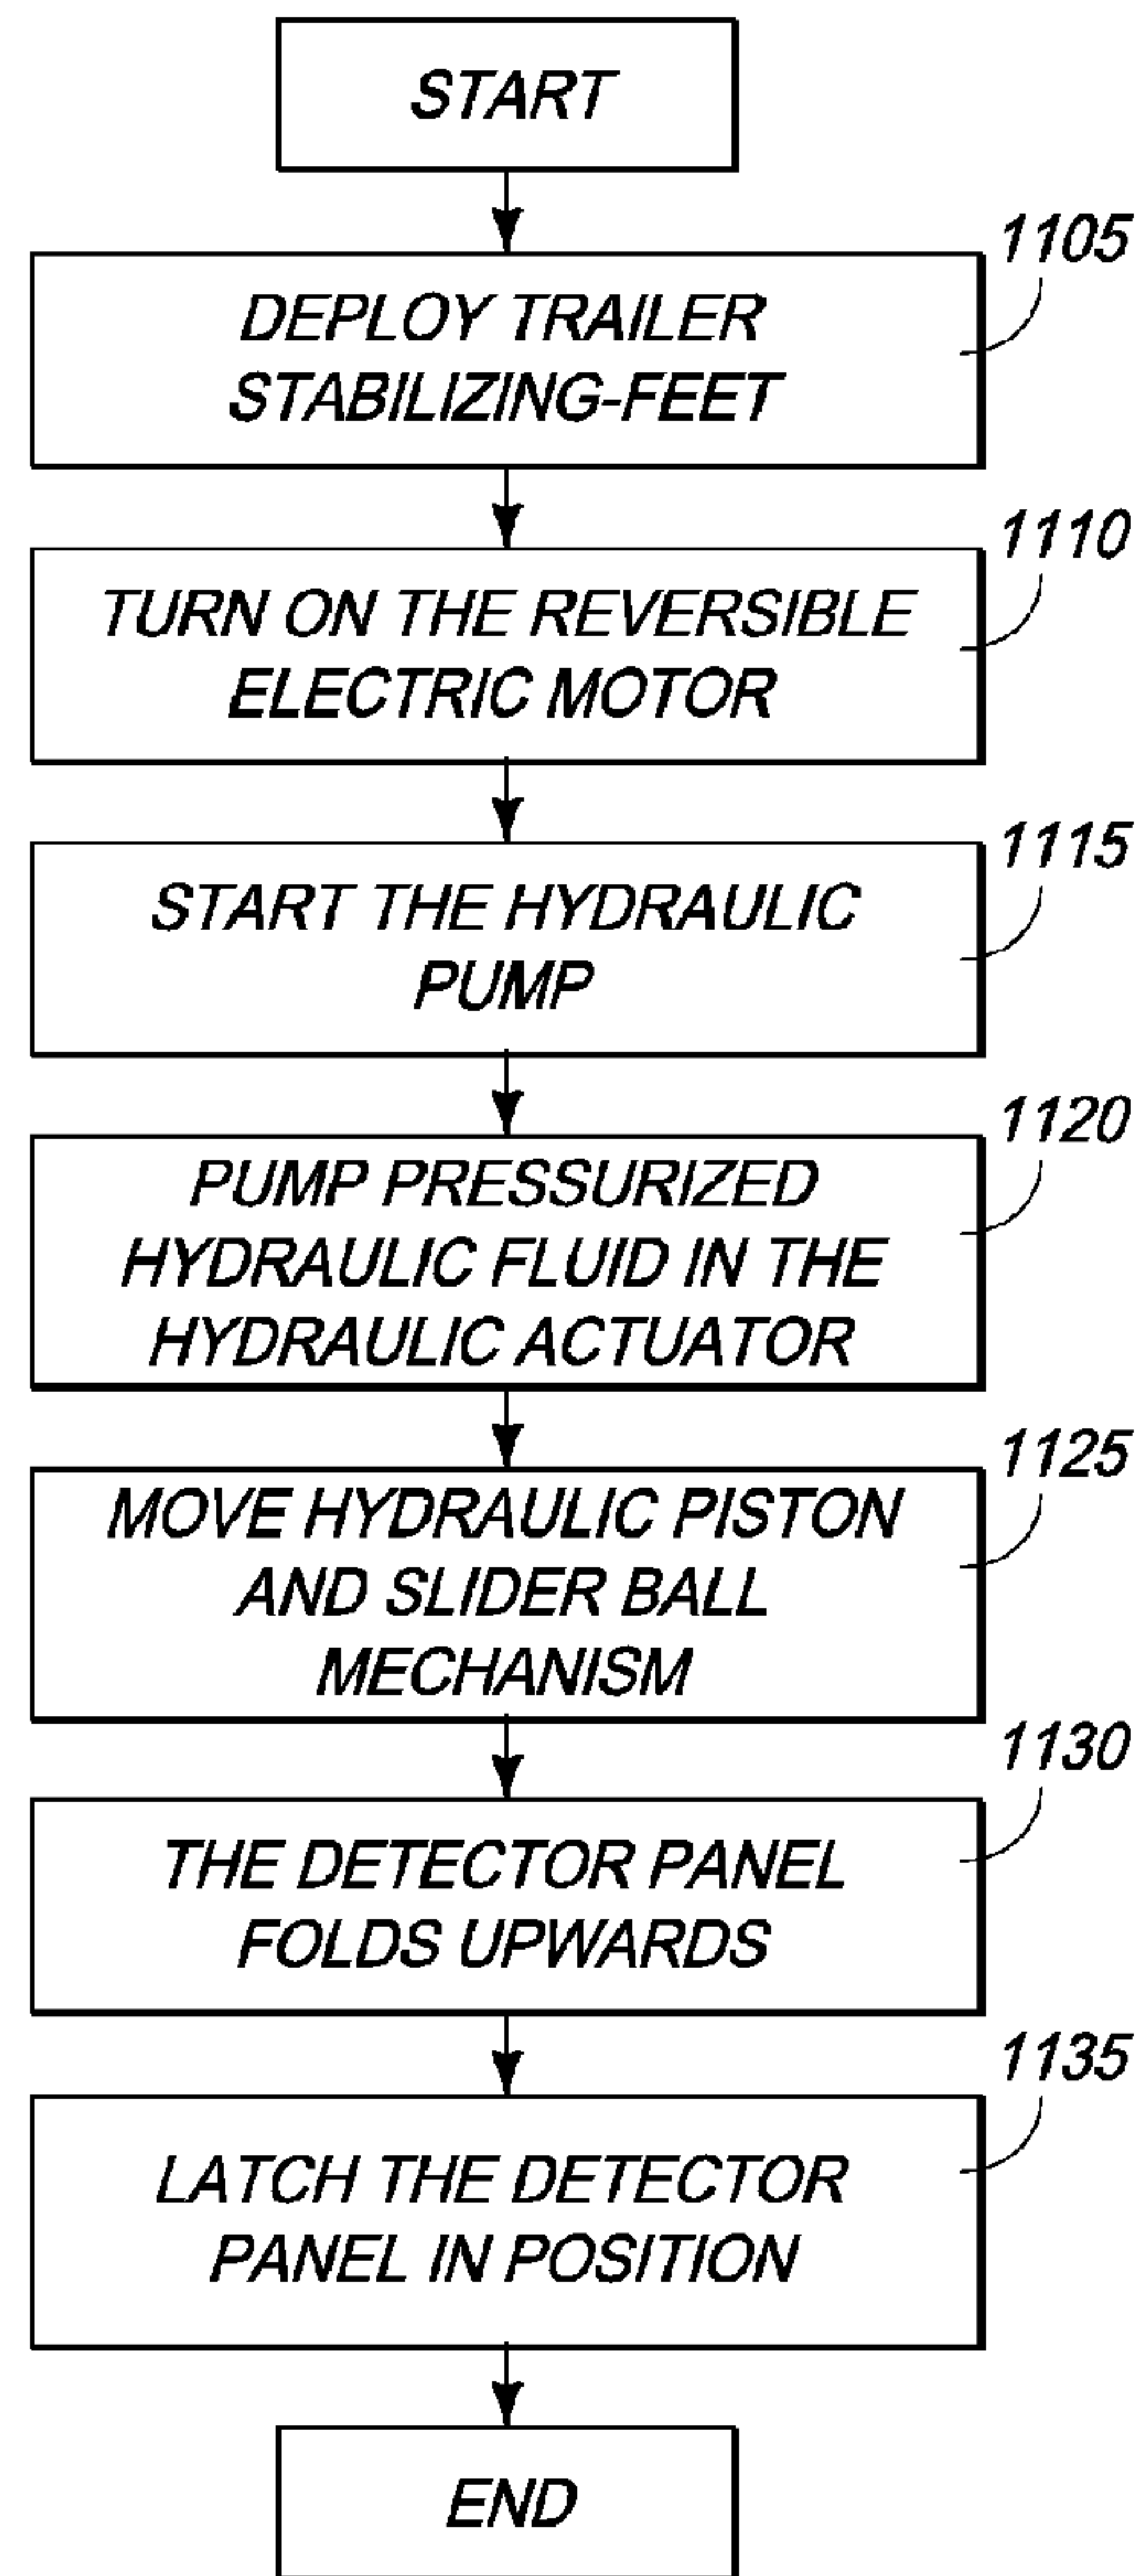 START
1105
DEPLOY TRAILER
STABILIZING-FEET
1110
TURN ON THE REVERSIBLE
ELECTRIC MOTOR
1115
START THE HYDRAULIC
PUMP
1120
PUMP PRESSURIZED
HYDRAULIC FLUID IN THE
HYDRAULIC ACTUATOR
1125
MOVE HYDRAULIC PISTON
AND SLIDER BALL
MECHANISM
1130
THE DETECTOR PANEL
FOLDS UPWARDS
1135
LATCH THE DETECTOR
PANEL IN POSITION
END